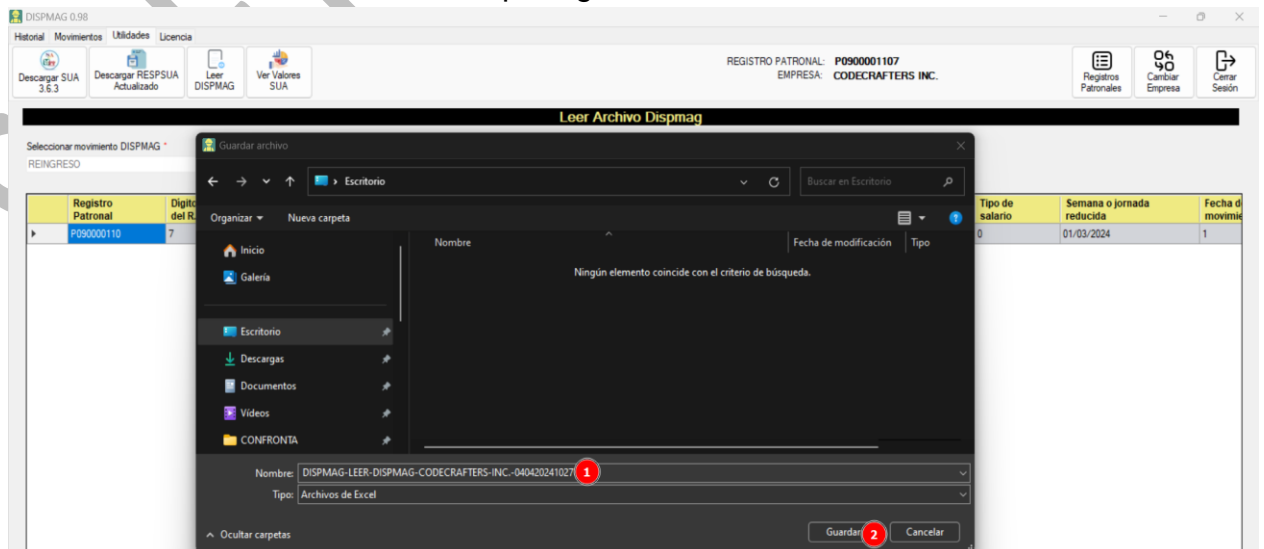 DISPMAG 0.98
Historial Movimientos Utilidades Licencia
Descargar SUA 3.6.3
Descargar RESPSUA Actualizado
Leer DISPMAG
Ver Valores SUA
REGISTRO PATRONAL: P0900001107
EMPRESA: CODECRAFTERS INC.
Registros Patronales
Cambiar Empresa
Cerrar Sesión
Leer Archivo Dispmag
Seleccionar movimiento DISPMAG *
REINGRESO
Guardar archivo
Escritorio
Buscar en Escritorio
Organizar Nueva carpeta
Registro Patronal
Tipo de salario
Semana o jornada reducida
P090000110 7 0 01/03/2024 1
Inicio
Galería
Escritorio
Descargas
Documentos
Vídeos
CONFRONTA
Nombre Fecha de modificación Tipo
Ningún elemento coincide con el criterio de búsqueda.
Nombre: DISPMAG-LEER-DISPMAG-CODECRAFTERS-INC.-040420241027 1
Tipo: Archivos de Excel
Ocultar carpetas
Guardar 2 Cancelar